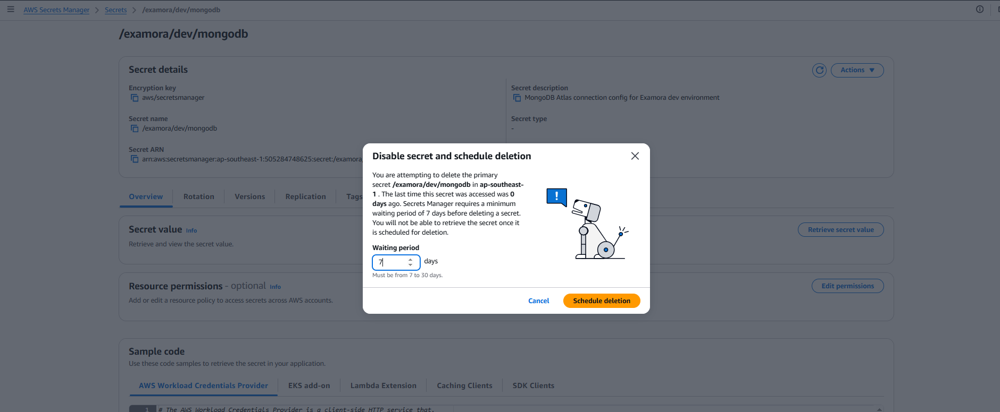 AWS Secrets Manager > Secrets > /examora/dev/mongodb
/examora/dev/mongodb
Secret details
Actions
Encryption key
aws/secretsmanager
Secret description
MongoDB Atlas connection config for Examora dev environment
Secret name
/examora/dev/mongodb
Secret type
-
Secret ARN
arn:aws:secretsmanager:ap-southeast-1:505284748625:secret:/examora
Disable secret and schedule deletion
You are attempting to delete the primary
secret /examora/dev/mongodb in ap-southeast-
1 . The last time this secret was accessed was 0
days ago. Secrets Manager requires a minimum
waiting period of 7 days before deleting a secret.
You will not be able to retrieve the secret once it
is scheduled for deletion.
!
Waiting period
7 days
Must be from 7 to 30 days.
Cancel
Schedule deletion
Overview
Rotation
Versions
Replication
Tags
Secret value Info
Retrieve and view the secret value.
Retrieve secret value
Resource permissions - optional Info
Add or edit a resource policy to access secrets across AWS accounts.
Edit permissions
Sample code
Use these code samples to retrieve the secret in your application.
AWS Workload Credentials Provider
EKS add-on
Lambda Extension
Caching Clients
SDK Clients
1 # The AWS Workload Credentials Provider is a client-side HTTP service that.